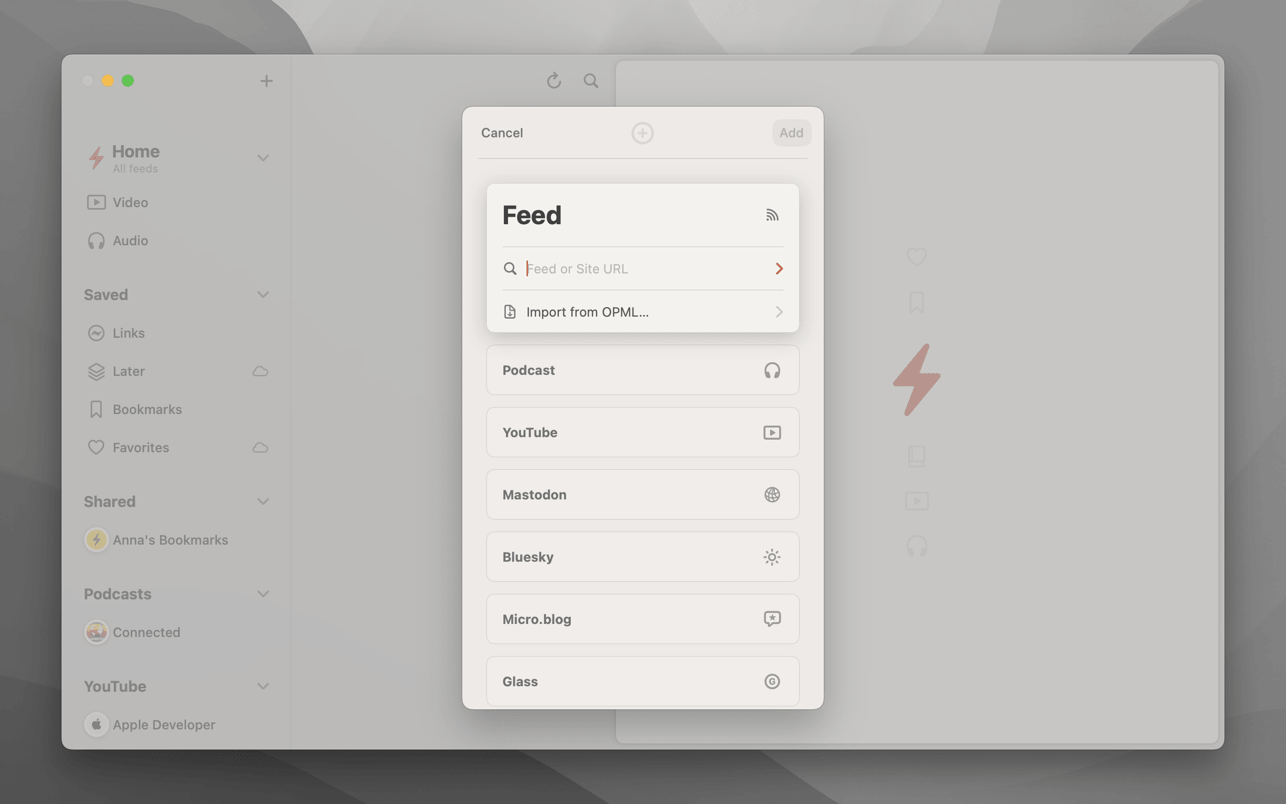 Home
All feeds
Video
Audio
Saved
Links
Later
Bookmarks
Favorites
Shared
Anna's Bookmarks
Podcasts
Connected
YouTube
Apple Developer
Cancel
Add
Feed
Feed or Site URL
Import from OPML...
Podcast
YouTube
Mastodon
Bluesky
Micro.blog
Glass
G